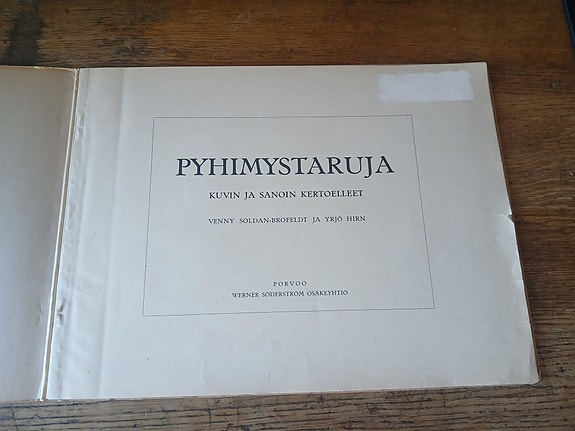 PYHIMYSTARUJA
KUVIN JA SANOIN KERTOELLEET
VENNY SOLDAN-BROFELDT JA YRJÖ HIRN
PORVOO
WERNER SÖDERSTRÖM OSAKEYHTIÖ